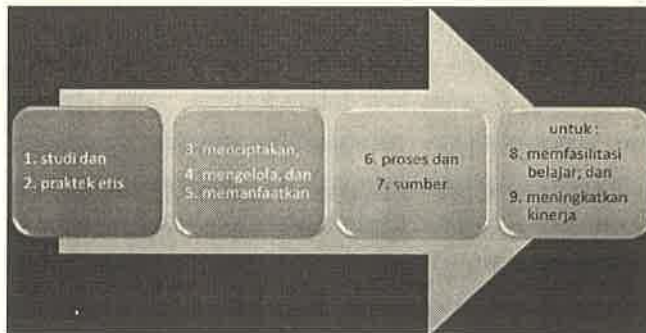 1. studi dan
2. praktek etis
3. menciptakan,
4. mengelola, dan
5. memanfaatkan
6. proses dan
7. sumber
untuk :
8. memfasilitasi
belajar, dan
9. meningkatkan
kinerja